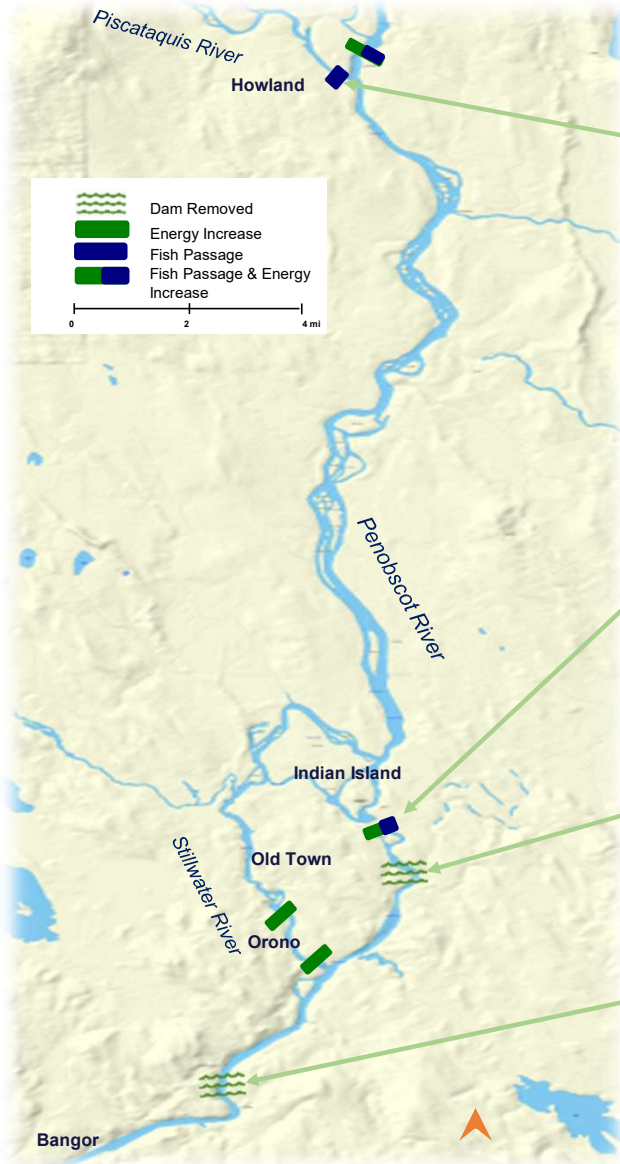 Piscataquis River
Howland
Dam Removed
Energy Increase
Fish Passage
Fish Passage & Energy
Increase
0 2 4 mi
Penobscot River
Indian Island
Old Town
Stillwater River
Orono
Bangor